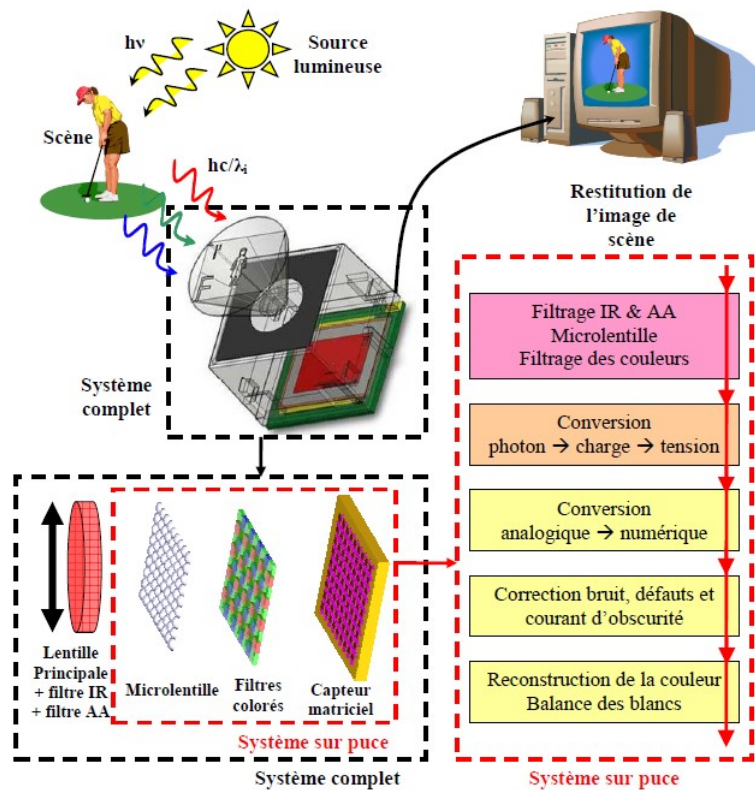 hν
Source
lumineuse
Scène
hc/λi
Restitution de
l'image de
scène
Système
complet
Filtrage IR & AA
Microlentille
Filtrage des couleurs
Conversion
photon → charge → tension
Conversion
analogique → numérique
Correction bruit, défauts et
courant d'obscurité
Reconstruction de la couleur
Balance des blancs
Lentille
Principale
+ filtre IR
+ filtre AA
Microlentille
Filtres
colorés
Capteur
matriciel
Système sur puce
Système complet
Système sur puce